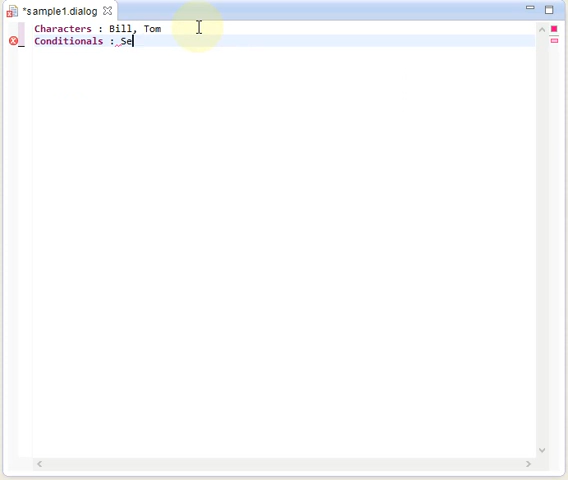 *sample1.dialog
Characters : Bill, Tom
Conditionals : Se